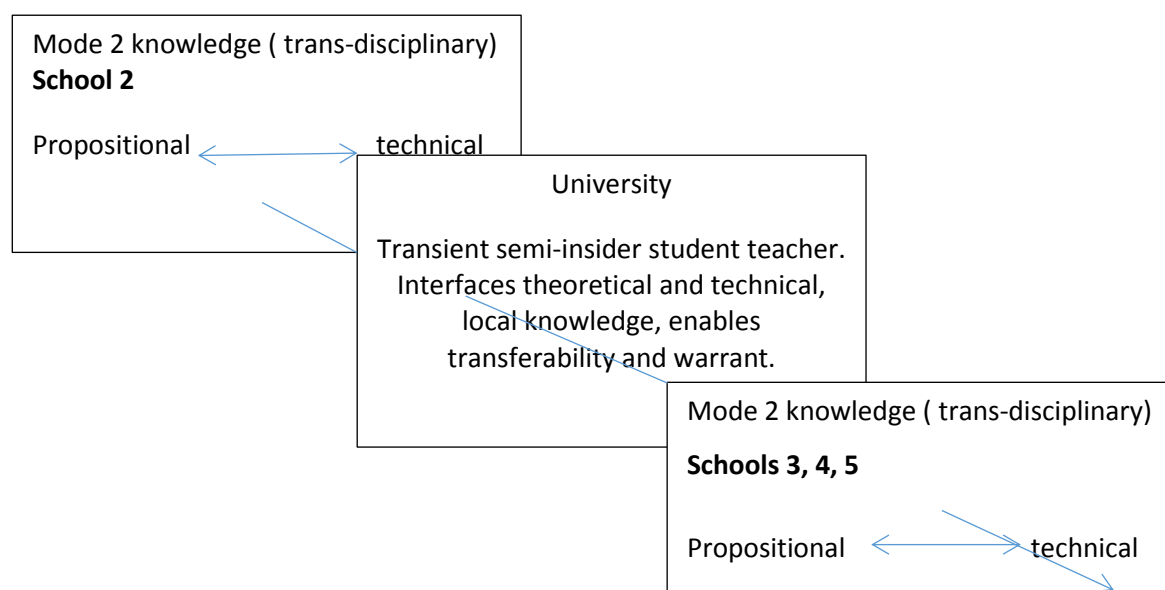 Mode 2 knowledge ( trans-disciplinary)
School 2
Propositional technical
University
Transient semi-insider student teacher.
Interfaces theoretical and technical,
local knowledge, enables
transferability and warrant.
Mode 2 knowledge ( trans-disciplinary)
Schools 3, 4, 5
Propositional technical